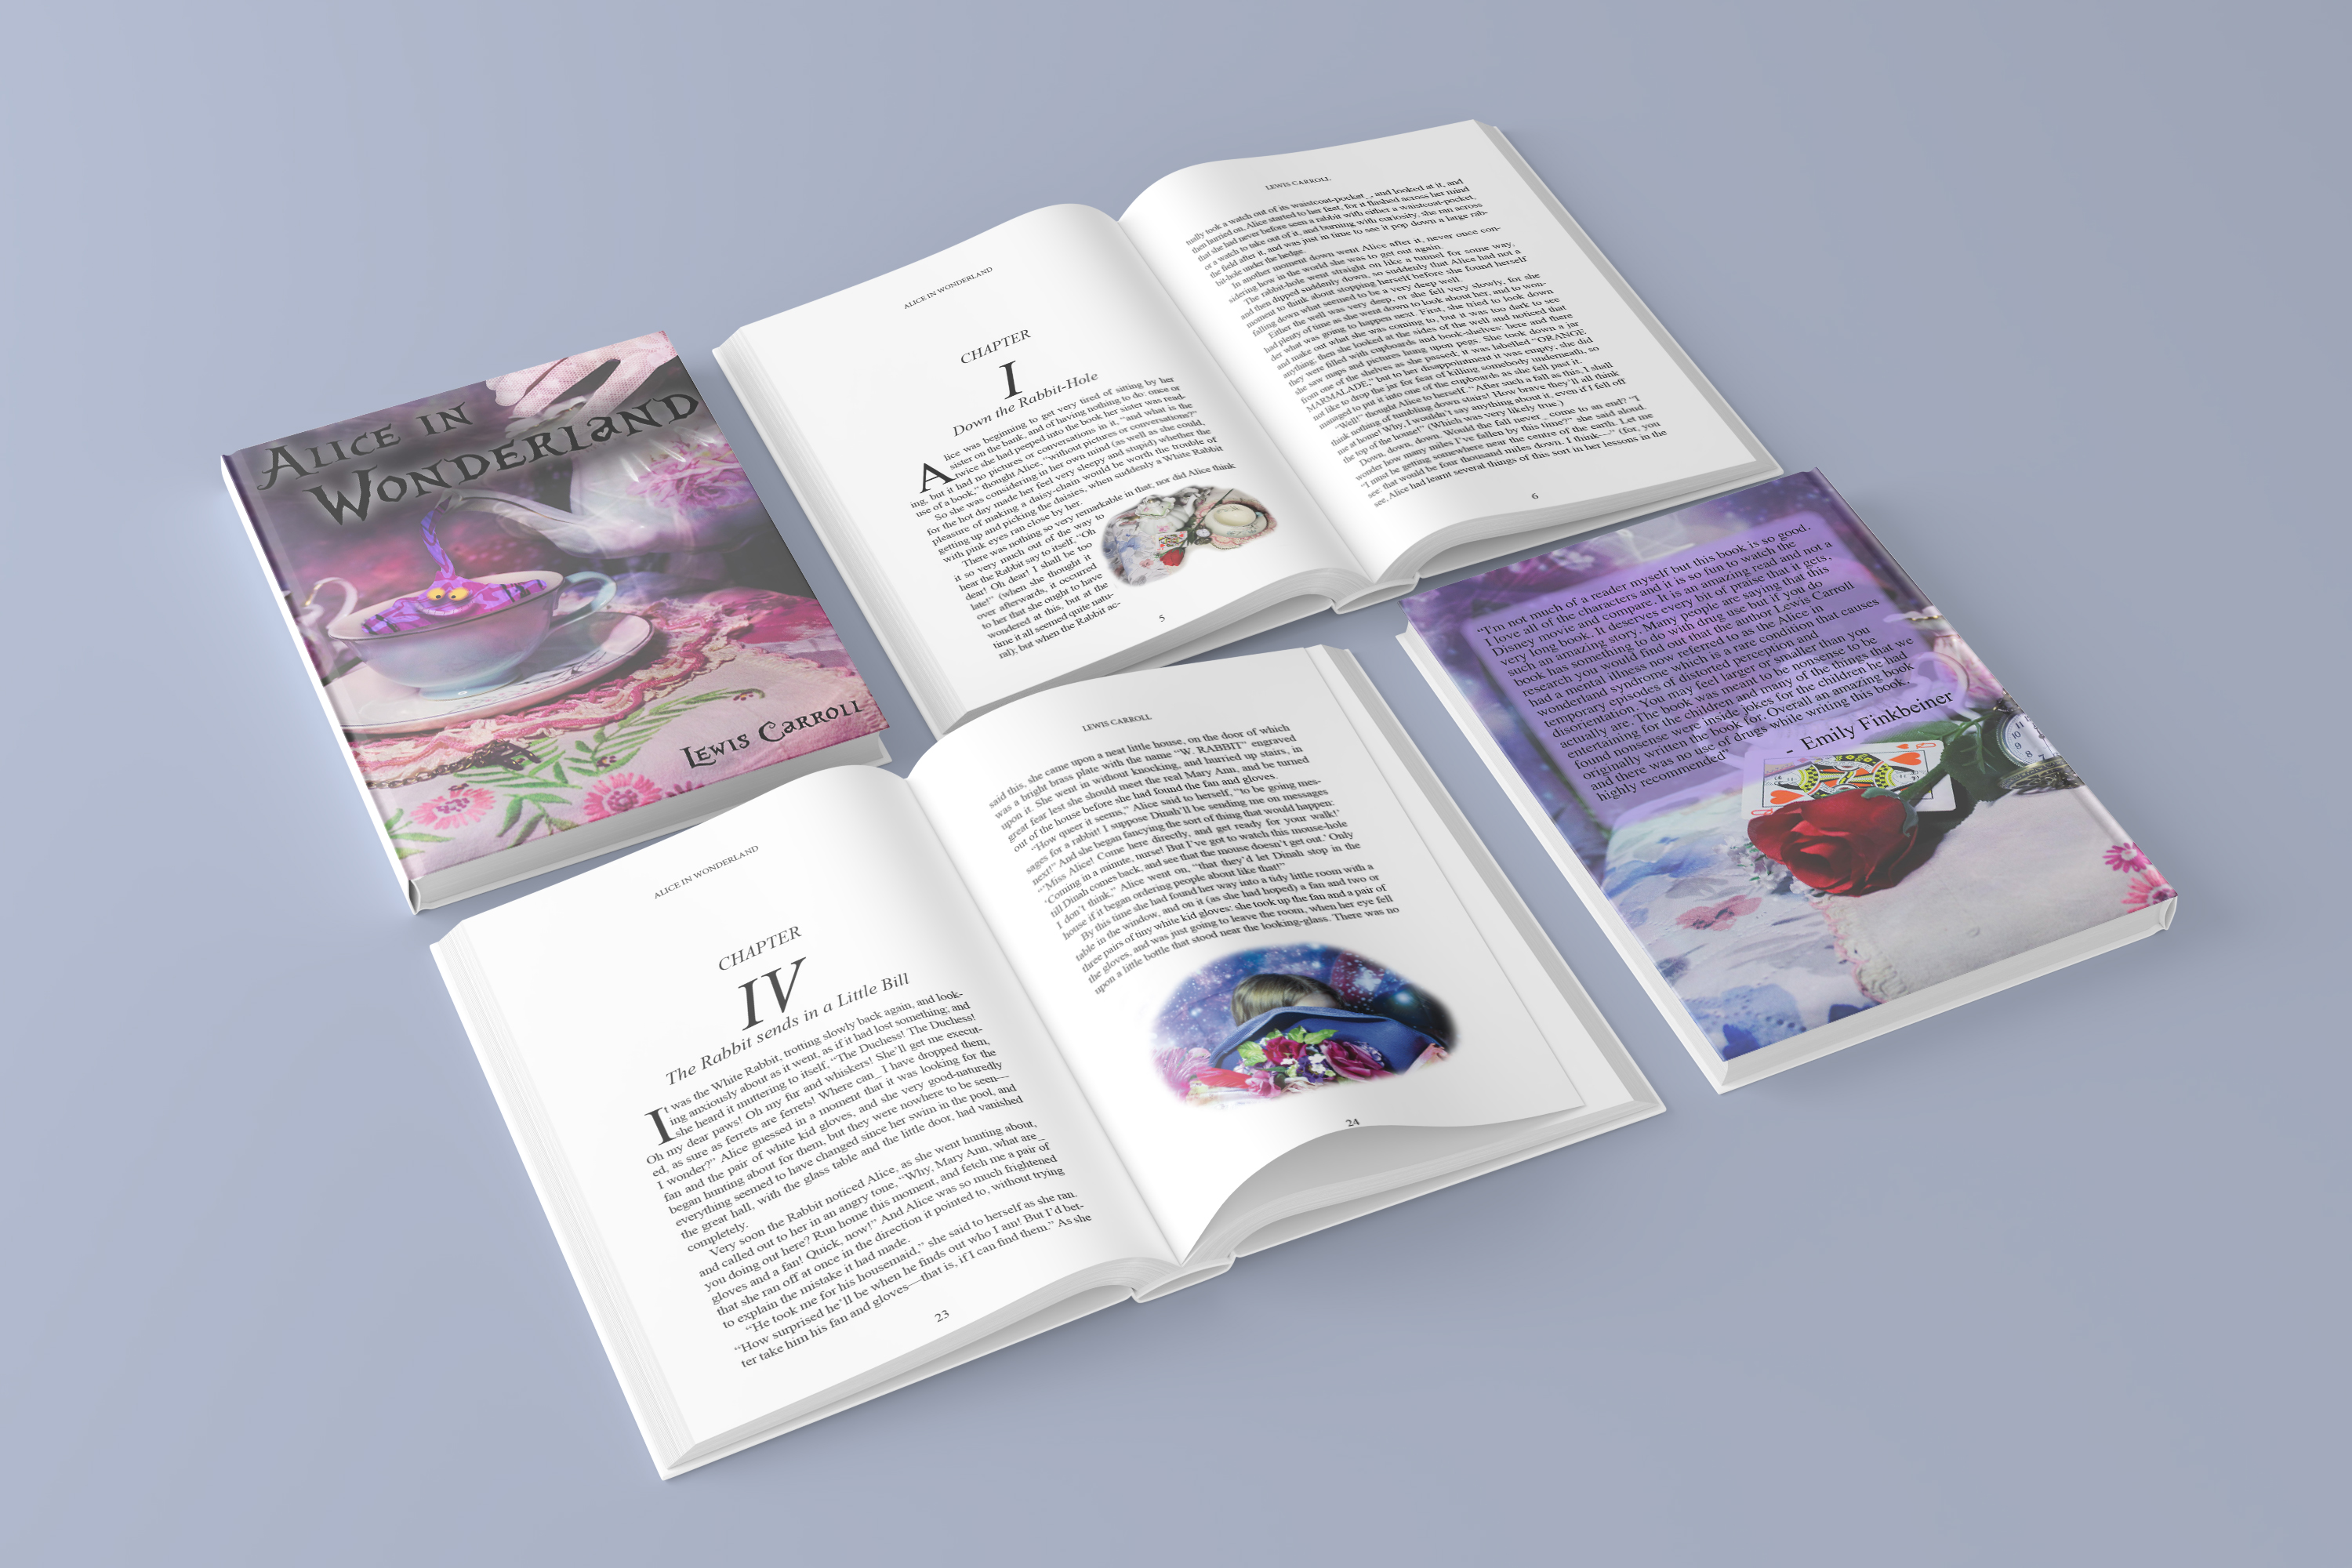 ALICE IN
WONDERLAND
LEWIS CARROLL
ALICE IN WONDERLAND
CHAPTER
I
Down the Rabbit-Hole
Alice was beginning to get very tired of sitting by her
sister on the bank, and of having nothing to do: once or
twice she had peeped into the book her sister was read-
ing, but it had no pictures or conversations in it, "and what is the
use of a book," thought Alice, "without pictures or conversations?"
So she was considering in her own mind (as well as she could,
for the hot day made her feel very sleepy and stupid) whether the
pleasure of making a daisy-chain would be worth the trouble of
getting up and picking the daisies, when suddenly a White Rabbit
with pink eyes ran close by her.
There was nothing so very remarkable in that; nor did Alice think
it so very much out of the way to
hear the Rabbit say to itself, "Oh
dear! Oh dear! I shall be too
late!" (when she thought it
over afterwards, it occurred
to her that she ought to have
wondered at this, but at the
time it all seemed quite natu-
ral); but when the Rabbit ac-
5
LEWIS CARROLL
tually took a watch out of its waistcoat-pocket_, and looked at it, and
then hurried on, Alice started to her feet, for it flashed across her mind
that she had never before seen a rabbit with either a waistcoat-pocket,
or a watch to take out of it, and burning with curiosity, she ran across
the field after it, and was just in time to see it pop down a large rab-
bit-hole under the hedge.
In another moment down went Alice after it, never once con-
sidering how in the world she was to get out again.
The rabbit-hole went straight on like a tunnel for some way,
and then dipped suddenly down, so suddenly that Alice had not a
moment to think about stopping herself before she found herself
falling down what seemed to be a very deep well.
Either the well was very deep, or she fell very slowly, for she
had plenty of time as she went down to look about her, and to won-
der what was going to happen next. First, she tried to look down
and make out what she was coming to, but it was too dark to see
anything; then she looked at the sides of the well and noticed that
they were filled with cupboards and book-shelves: here and there
she saw maps and pictures hung upon pegs. She took down a jar
from one of the shelves as she passed; it was labelled "ORANGE
MARMALADE," but to her disappointment it was empty; she did
not like to drop the jar for fear of killing somebody underneath, so
managed to put it into one of the cupboards as she fell past it.
"Well!" thought Alice to herself. "After such a fall as this, I shall
think nothing of tumbling down stairs! How brave they'll all think
me at home! Why, I wouldn't say anything about it, even if I fell off
the top of the house!" (Which was very likely true.)
Down, down, down. Would the fall never_ come to an end? "I
wonder how many miles I've fallen by this time?" she said aloud.
"I must be getting somewhere near the centre of the earth. Let me
see: that would be four thousand miles down. I think—" (for, you
see, Alice had learnt several things of this sort in her lessons in the
6
ALICE IN WONDERLAND
CHAPTER
IV
The Rabbit sends in a Little Bill
It was the White Rabbit, trotting slowly back again, and look-
ing anxiously about as it went, as if it had lost something; and
she heard it muttering to itself, "The Duchess! The Duchess!
Oh my dear paws! Oh my fur and whiskers! She'll get me execut-
ed, as sure as ferrets are ferrets! Where can_ I have dropped them,
I wonder?" Alice guessed in a moment that it was looking for the
fan and the pair of white kid gloves, and she very good-naturedly
began hunting about for them, but they were nowhere to be seen—
everything seemed to have changed since her swim in the pool, and
the great hall, with the glass table and the little door, had vanished
completely.
Very soon the Rabbit noticed Alice, as she went hunting about,
and called out to her in an angry tone, "Why, Mary Ann, what are_
you doing out here? Run home this moment, and fetch me a pair of
gloves and a fan! Quick, now!" And Alice was so much frightened
that she ran off at once in the direction it pointed to, without trying
to explain the mistake it had made.
"He took me for his housemaid," she said to herself as she ran.
"How surprised he'll be when he finds out who I am! But I'd bet-
ter take him his fan and gloves—that is, if I can find them." As she
23
LEWIS CARROLL
said this, she came upon a neat little house, on the door of which
was a bright brass plate with the name "W. RABBIT" engraved
upon it. She went in without knocking, and hurried up stairs, in
great fear lest she should meet the real Mary Ann, and be turned
out of the house before she had found the fan and gloves.
"How queer it seems," Alice said to herself, "to be going mes-
sages for a rabbit! I suppose Dinah'll be sending me on messages
next!" And she began fancying the sort of thing that would happen:
"'Miss Alice! Come here directly, and get ready for your walk!'
'Coming in a minute, nurse! But I've got to watch this mouse-hole
till Dinah comes back, and see that the mouse doesn't get out.' Only
I don't think," Alice went on, "that they'd let Dinah stop in the
house if it began ordering people about like that!"
By this time she had found her way into a tidy little room with a
table in the window, and on it (as she had hoped) a fan and two or
three pairs of tiny white kid gloves: she took up the fan and a pair of
the gloves, and was just going to leave the room, when her eye fell
upon a little bottle that stood near the looking-glass. There was no
24
"I'm not much of a reader myself but this book is so good.
I love all of the characters and it is so fun to watch the
Disney movie and compare. It is an amazing read and not a
very long book. It deserves every bit of praise that it gets,
such an amazing story. Many people are saying that this
book has something to do with drug use but if you do
research you would find out that the author Lewis Carroll
had a mental illness now referred to as the Alice in
wonderland syndrome which is a rare condition that causes
temporary episodes of distorted perception and
disorientation. You may feel larger or smaller than you
actually are. The book was meant to be nonsense to be
entertaining for the children and many of the things that we
found nonsense were inside jokes for the children he had
originally written the book for. Overall an amazing book
and there was no use of drugs while writing this book,
highly recommended"
- Emily Finkbeiner